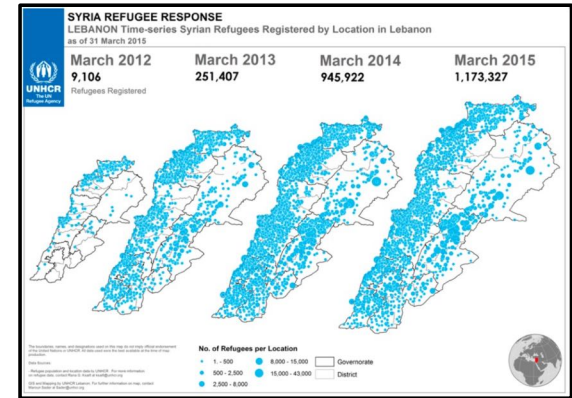 SYRIA REFUGEE RESPONSE
LEBANON Time-series Syrian Refugees Registered by Location in Lebanon
as of 31 March 2015
UNHCR
The UN
Refugee Agency
March 2012
9,106
Refugees Registered
March 2013
251,407
March 2014
945,922
March 2015
1,173,327
No. of Refugees per Location
1 - 500
500 - 2,500
2,500 - 8,000
8,000 - 15,000
15,000 - 43,000
Governorate
District